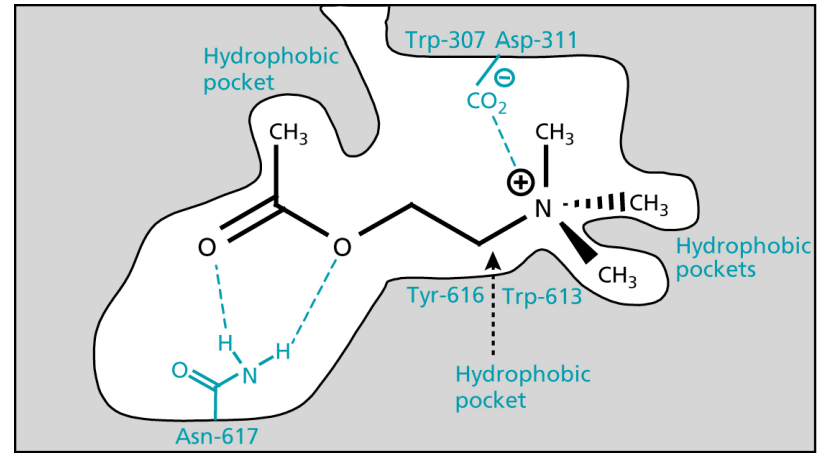 Trp-307 Asp-311
Hydrophobic
pocket
⊖
CO₂
CH₃
CH₃
⊕
N
CH₃
O
O
Hydrophobic
pockets
CH₃
Tyr-616
Trp-613
H
H
O
N
Hydrophobic
pocket
Asn-617